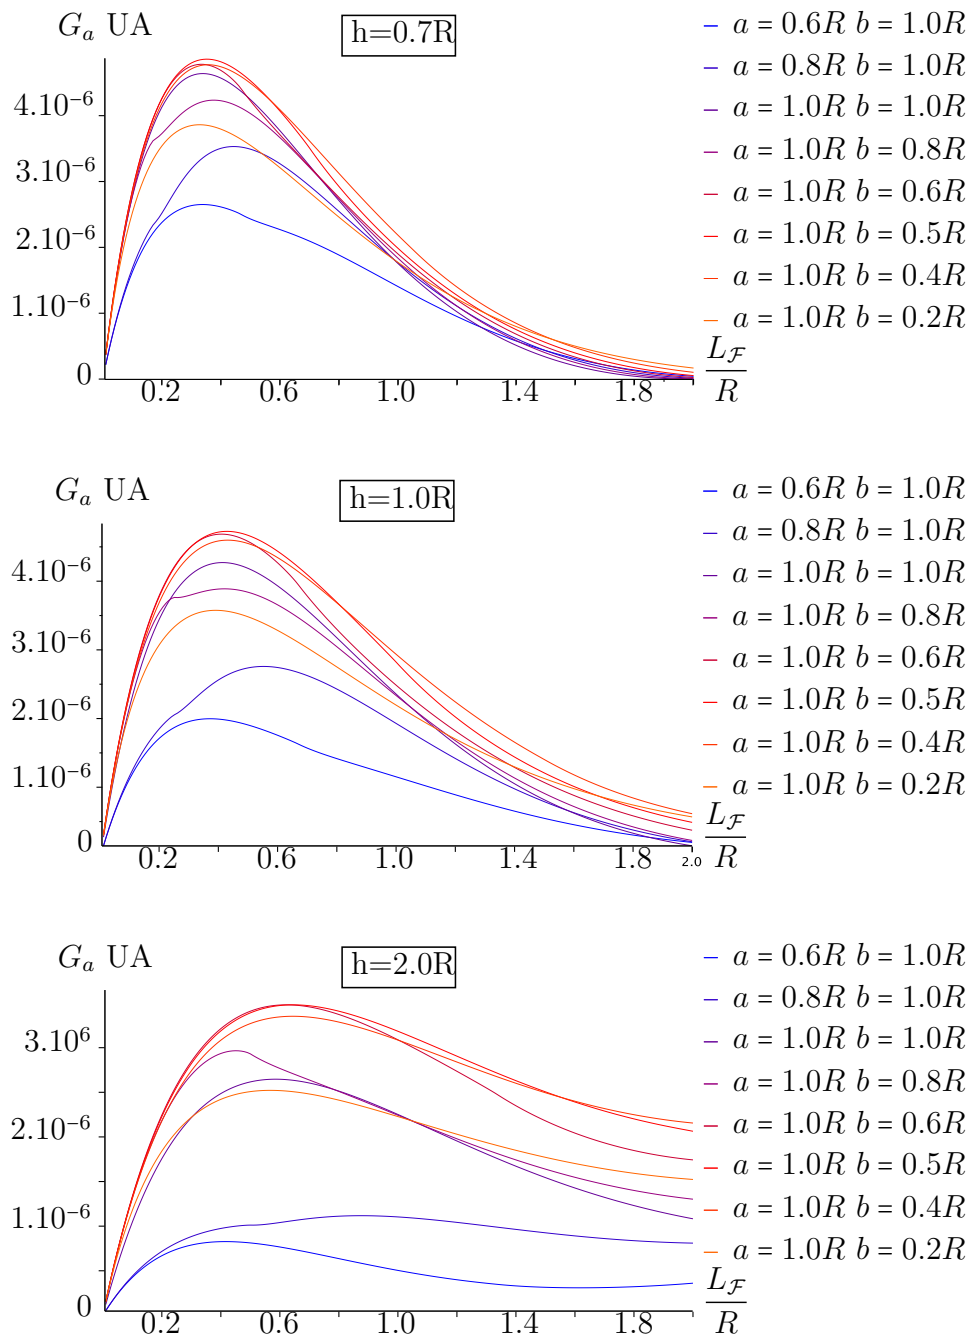 G_a UA
h=0.7R
4.10^{-6}
3.10^{-6}
2.10^{-6}
1.10^{-6}
0
0.2 0.6 1.0 1.4 1.8
L_ℱ
R
a = 0.6R b = 1.0R
a = 0.8R b = 1.0R
a = 1.0R b = 1.0R
a = 1.0R b = 0.8R
a = 1.0R b = 0.6R
a = 1.0R b = 0.5R
a = 1.0R b = 0.4R
a = 1.0R b = 0.2R
G_a UA
h=1.0R
4.10^{-6}
3.10^{-6}
2.10^{-6}
1.10^{-6}
0
0.2 0.6 1.0 1.4 1.8 2.0
L_ℱ
R
a = 0.6R b = 1.0R
a = 0.8R b = 1.0R
a = 1.0R b = 1.0R
a = 1.0R b = 0.8R
a = 1.0R b = 0.6R
a = 1.0R b = 0.5R
a = 1.0R b = 0.4R
a = 1.0R b = 0.2R
G_a UA
h=2.0R
3.10^{6}
2.10^{-6}
1.10^{-6}
0
0.2 0.6 1.0 1.4 1.8
L_ℱ
R
a = 0.6R b = 1.0R
a = 0.8R b = 1.0R
a = 1.0R b = 1.0R
a = 1.0R b = 0.8R
a = 1.0R b = 0.6R
a = 1.0R b = 0.5R
a = 1.0R b = 0.4R
a = 1.0R b = 0.2R